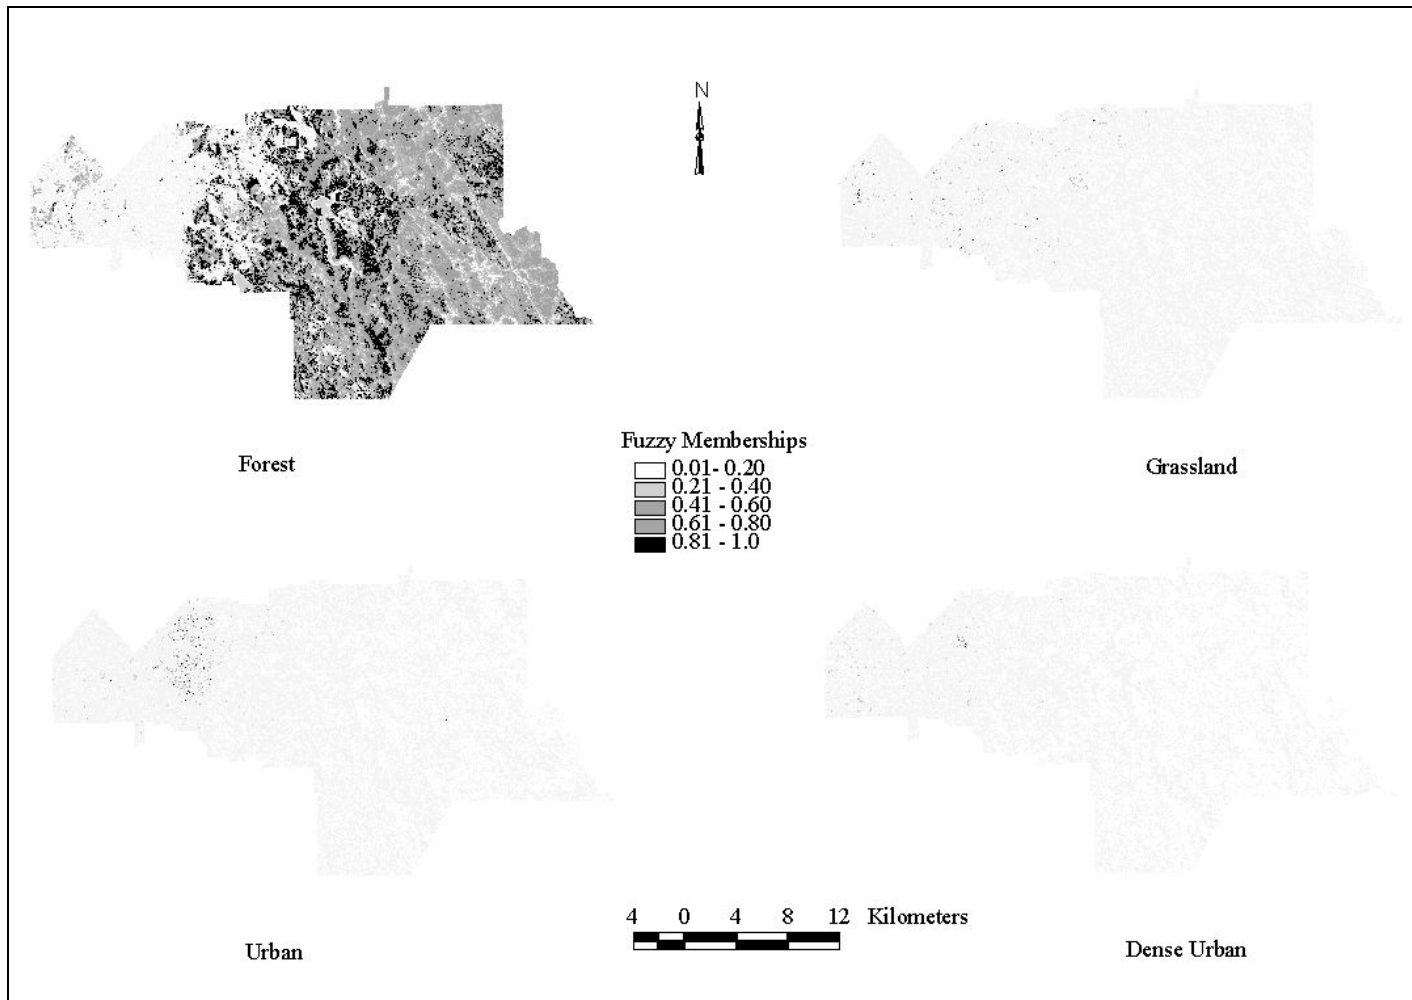 N
Forest
Grassland
Fuzzy Memberships
0.01- 0.20
0.21 - 0.40
0.41 - 0.60
0.61 - 0.80
0.81 - 1.0
4 0 4 8 12 Kilometers
Urban
Dense Urban